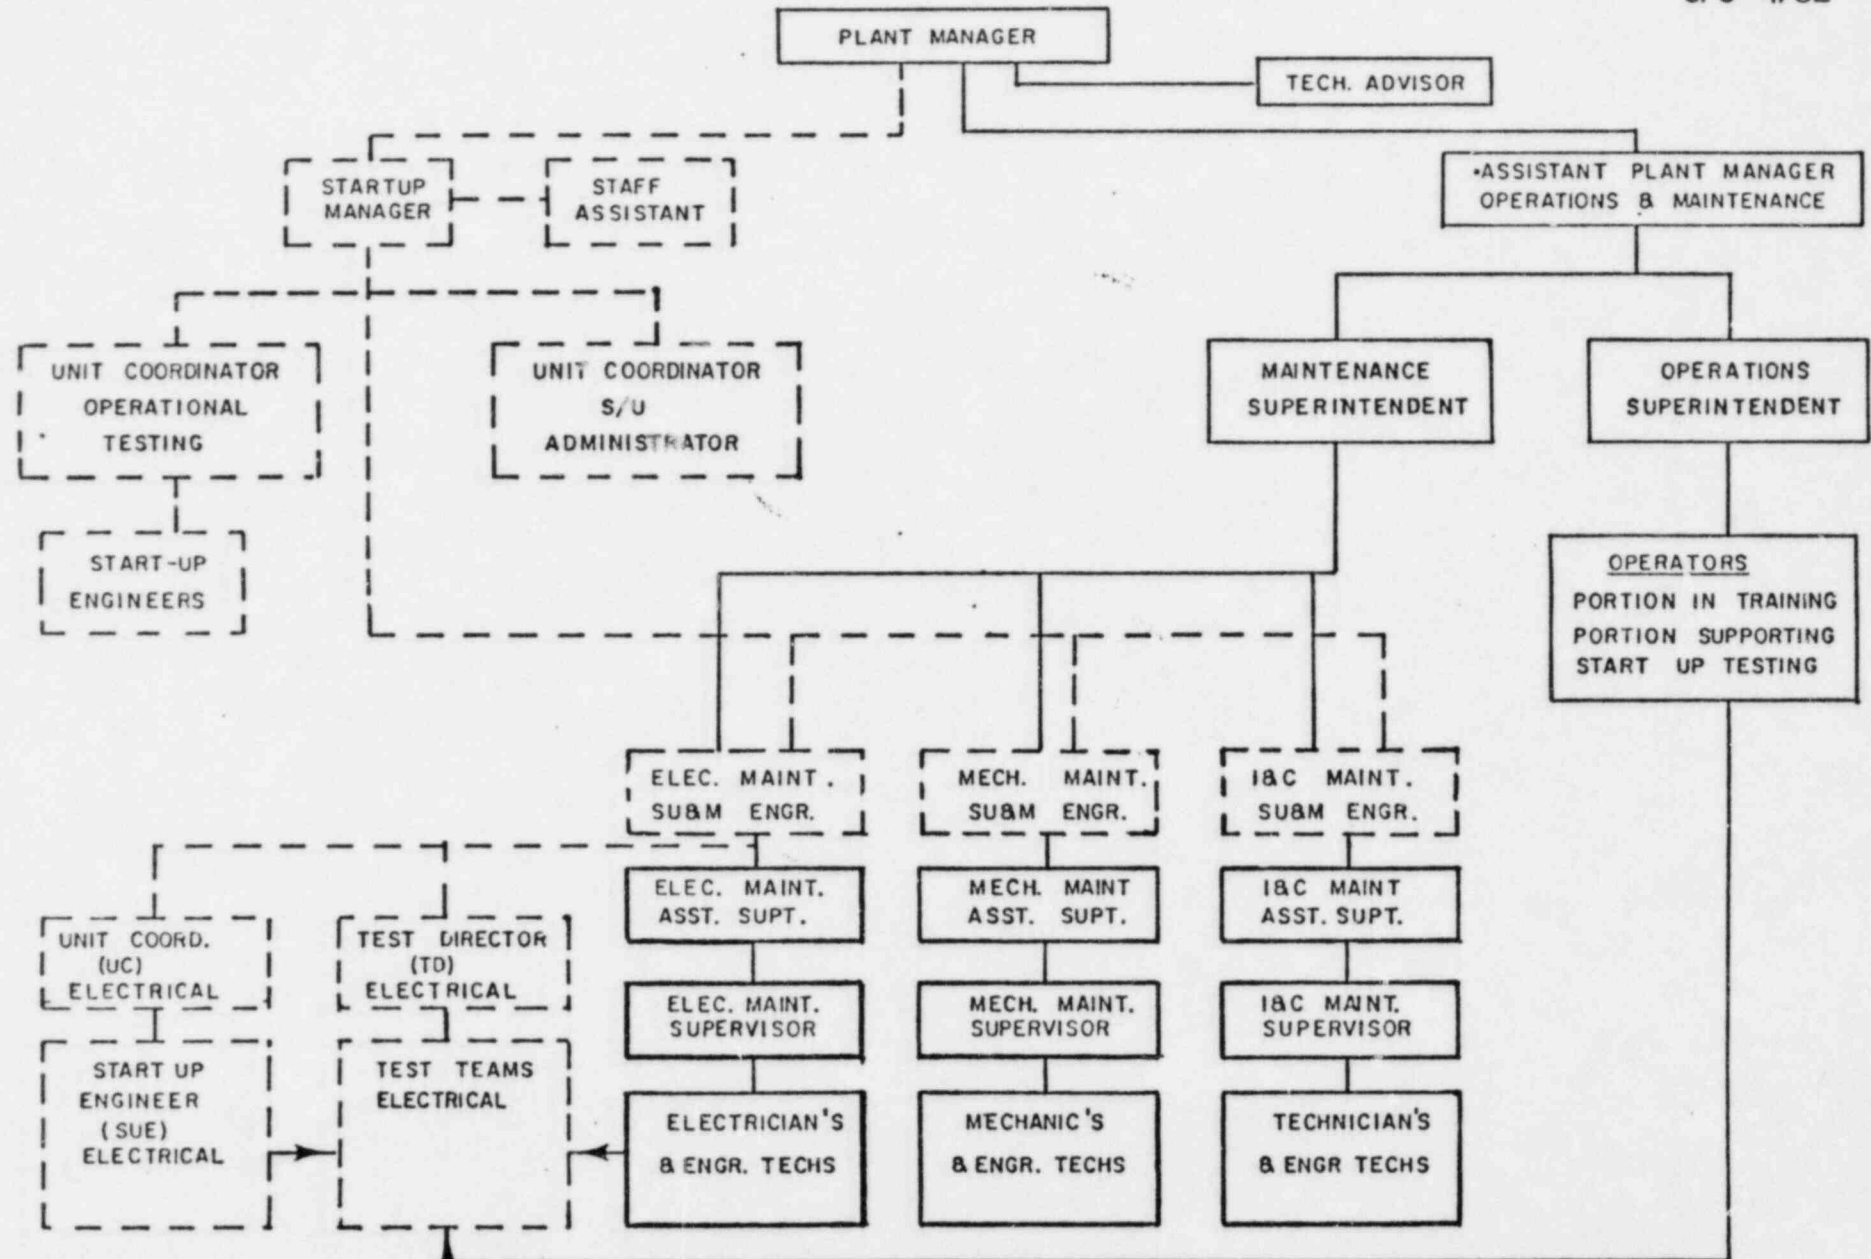 PLANT MANAGER
TECH. ADVISOR
STARTUP
MANAGER
STAFF
ASSISTANT
•ASSISTANT PLANT MANAGER
OPERATIONS & MAINTENANCE
UNIT COORDINATOR
OPERATIONAL
TESTING
UNIT COORDINATOR
S/U
ADMINISTRATOR
MAINTENANCE
SUPERINTENDENT
OPERATIONS
SUPERINTENDENT
START-UP
ENGINEERS
OPERATORS
PORTION IN TRAINING
PORTION SUPPORTING
START UP TESTING
ELEC. MAINT.
SU&M ENGR.
MECH. MAINT.
SU&M ENGR.
I&C MAINT.
SU&M ENGR.
ELEC. MAINT.
ASST. SUPT.
MECH. MAINT
ASST. SUPT.
I&C MAINT
ASST. SUPT.
UNIT COORD.
(UC)
ELECTRICAL
TEST DIRECTOR
(TD)
ELECTRICAL
ELEC. MAINT.
SUPERVISOR
MECH. MAINT.
SUPERVISOR
I&C MAINT.
SUPERVISOR
START UP
ENGINEER
(SUE)
ELECTRICAL
TEST TEAMS
ELECTRICAL
ELECTRICIAN'S
& ENGR. TECHS
MECHANIC'S
& ENGR. TECHS
TECHNICIAN'S
& ENGR TECHS